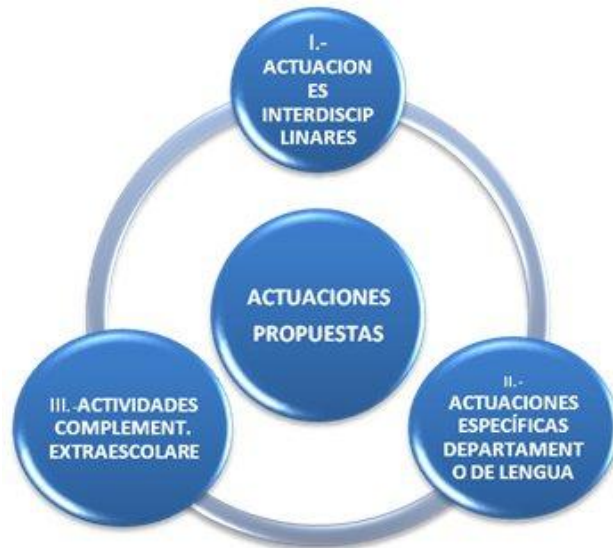 I.-
ACTUACION
ES
INTERDISCIP
LINARES
ACTUACIONES
PROPUESTAS
III.-ACTIVIDADES
COMPLEMENT.
EXTRAESCOLARE
II.-
ACTUACIONES
ESPECÍFICAS
DEPARTAMENT
O DE LENGUA